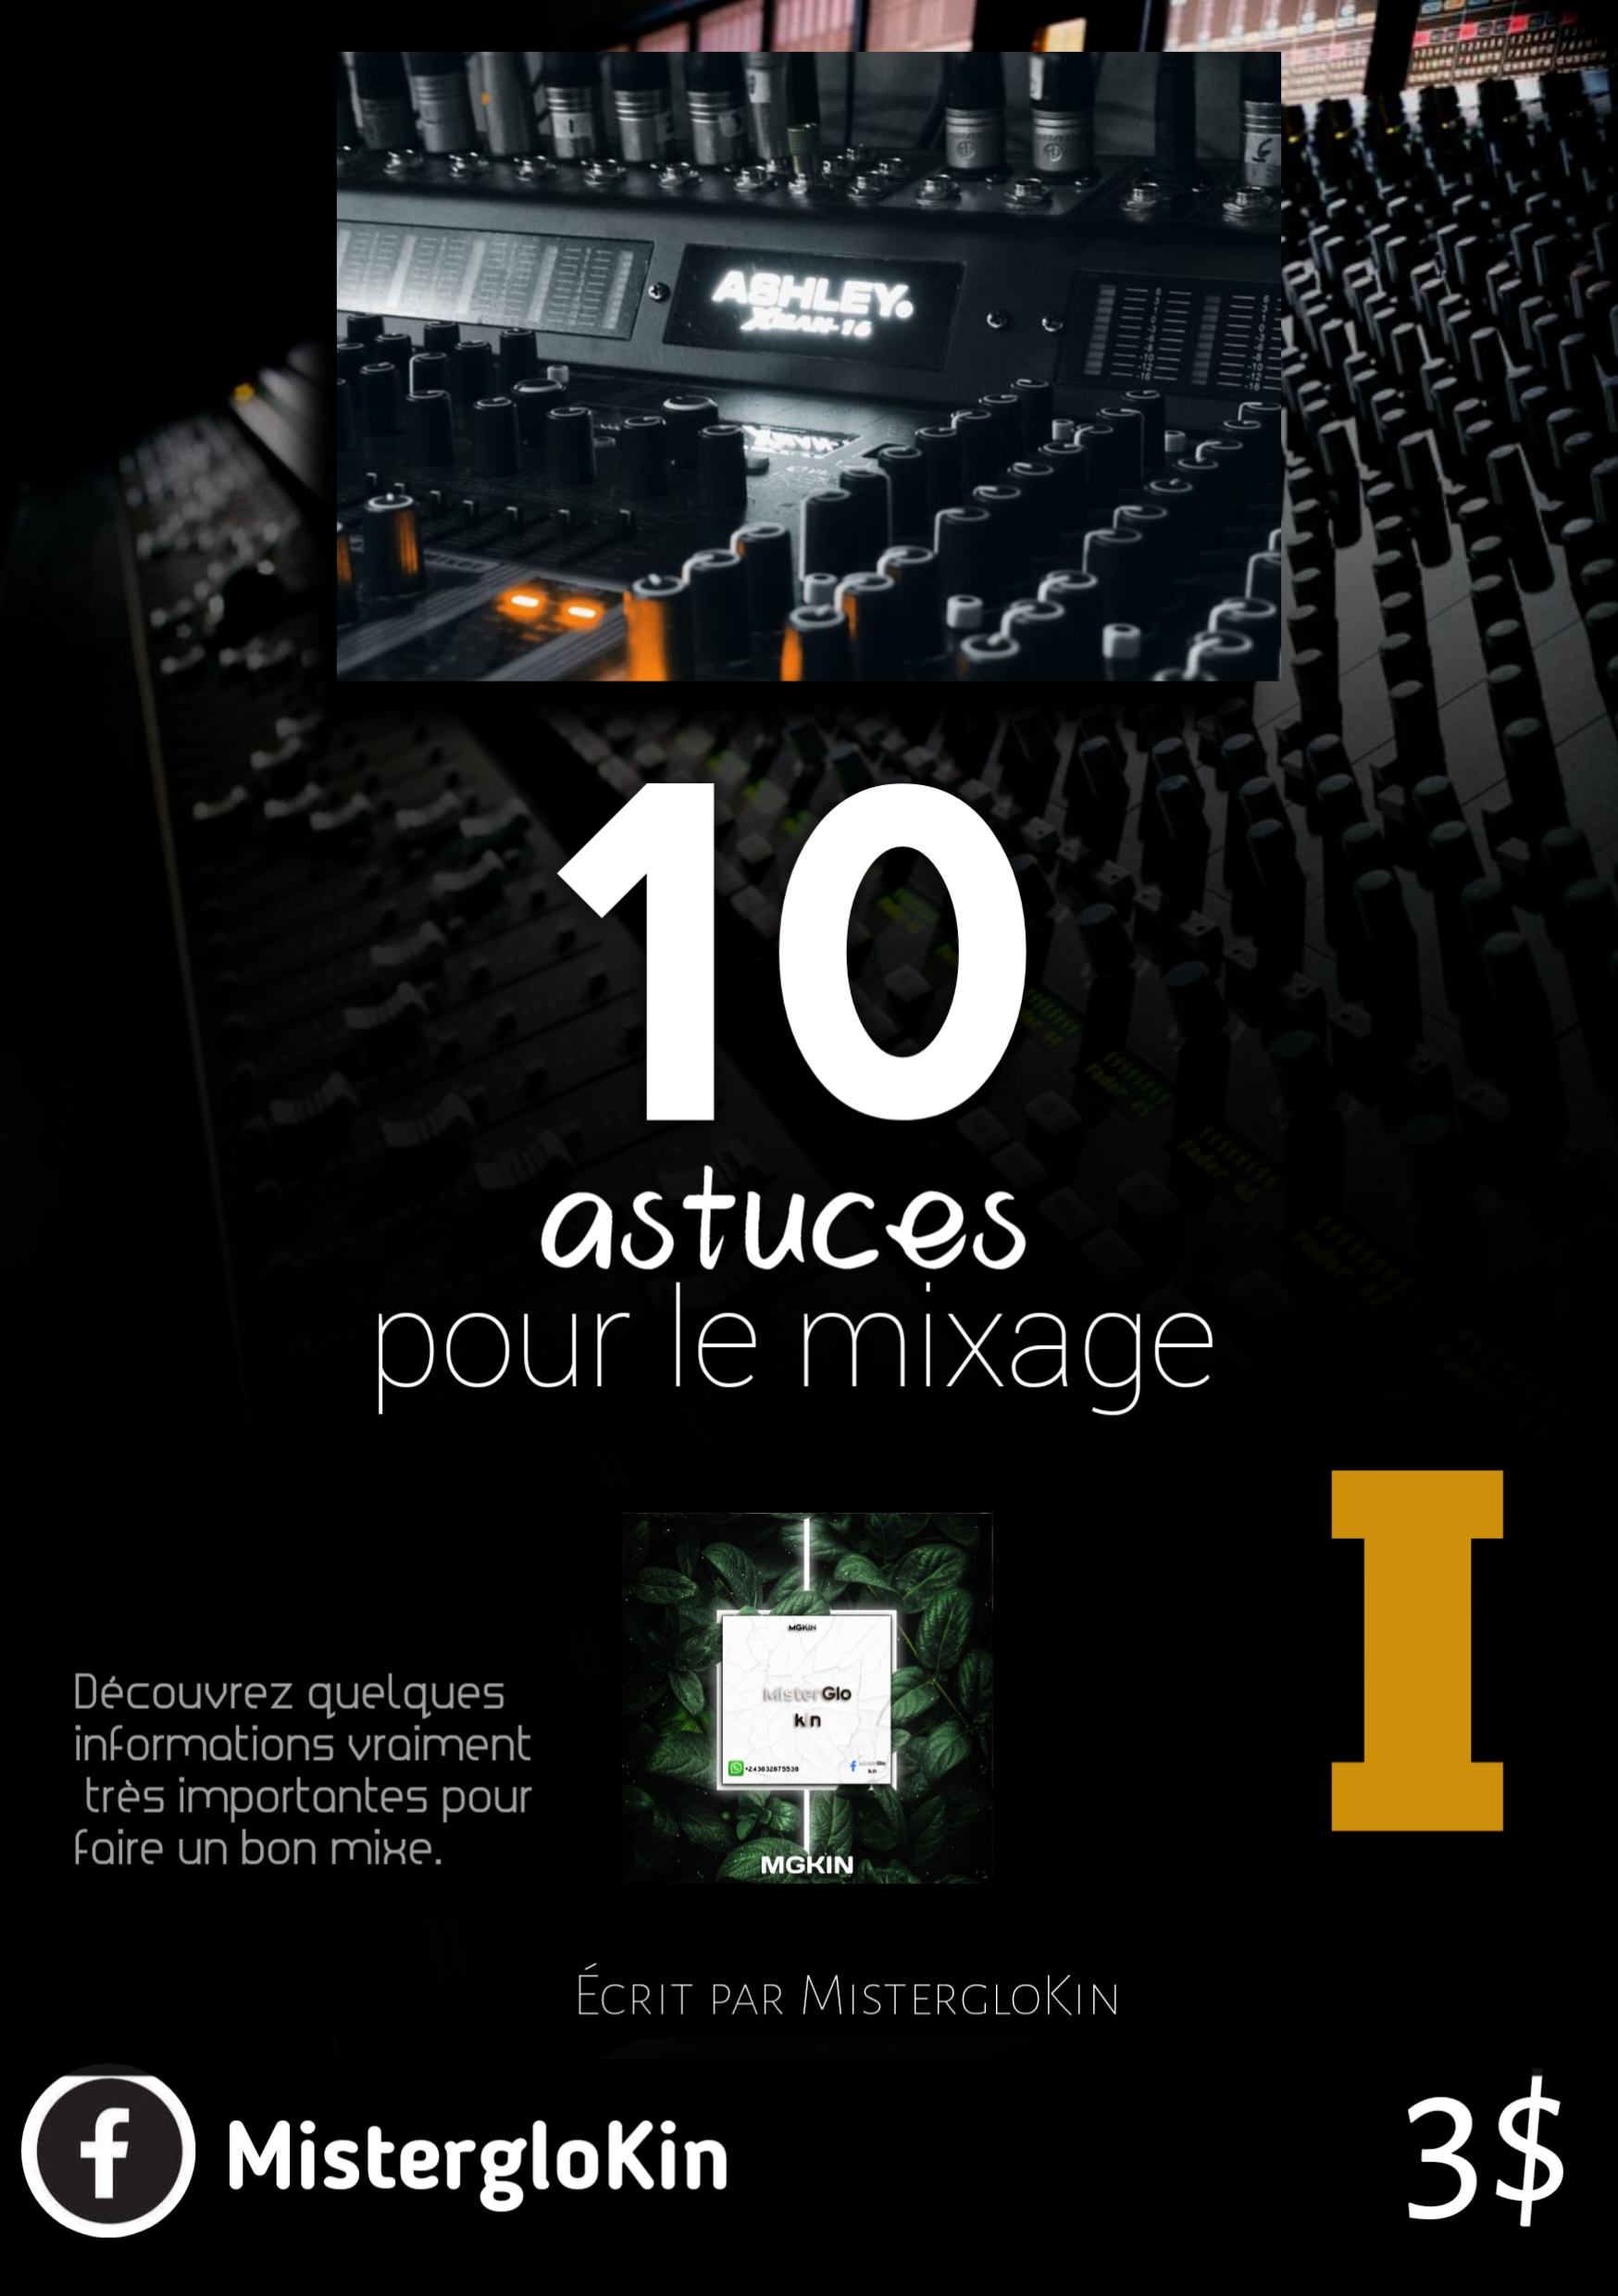 ASHLEY
XMAN-16
10
astuces
pour le mixage
I
Découvrez quelques
informations vraiment
très importantes pour
faire un bon mixe.
MGKIN
MisterGlo
kin
MGKIN
Écrit par MistergloKin
MistergloKin
3$